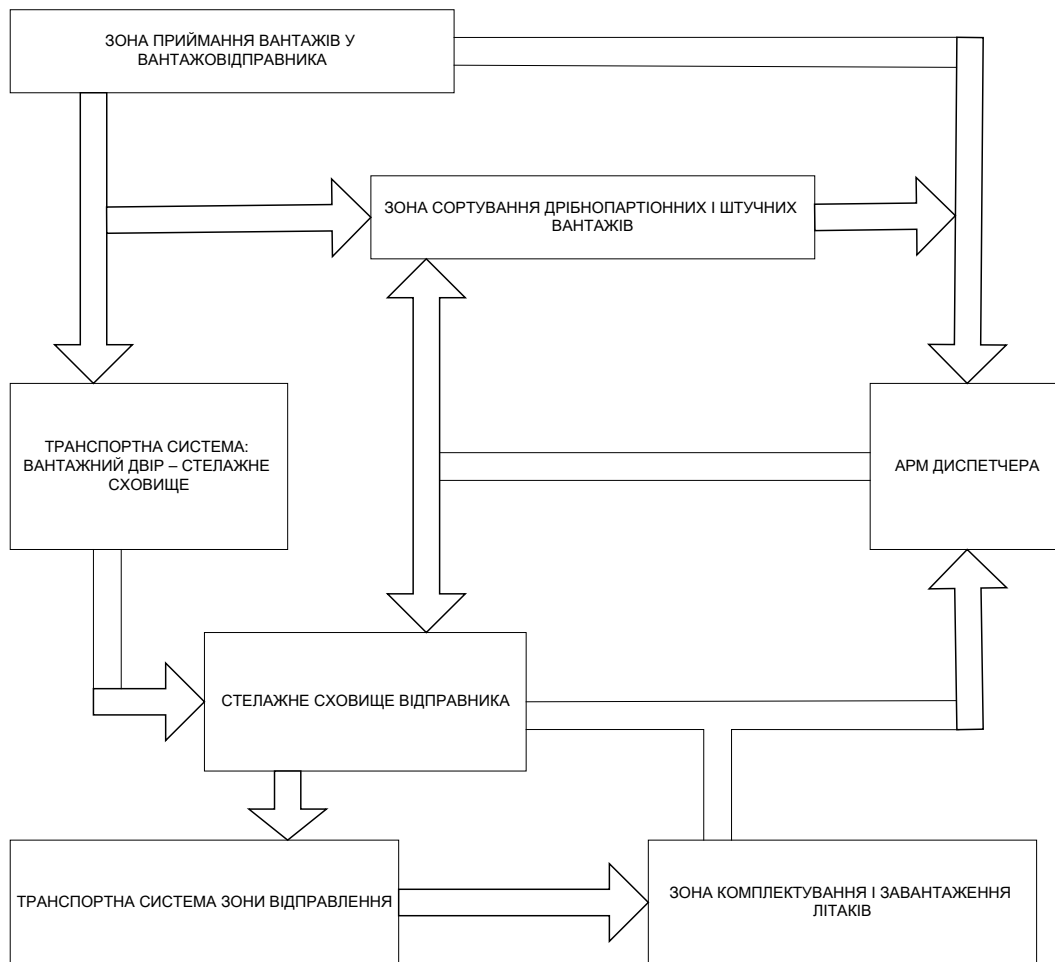 ЗОНА ПРИЙМАННЯ ВАНТАЖІВ У
ВАНТАЖОВІДПРАВНИКА
ЗОНА СОРТУВАННЯ ДРІБНОПАРТІОННИХ І ШТУЧНИХ
ВАНТАЖІВ
ТРАНСПОРТНА СИСТЕМА:
ВАНТАЖНИЙ ДВІР – СТЕЛАЖНЕ
СХОВИЩЕ
АРМ ДИСПЕТЧЕРА
СТЕЛАЖНЕ СХОВИЩЕ ВІДПРАВНИКА
ТРАНСПОРТНА СИСТЕМА ЗОНИ ВІДПРАВЛЕННЯ
ЗОНА КОМПЛЕКТУВАННЯ І ЗАВАНТАЖЕННЯ
ЛІТАКІВ